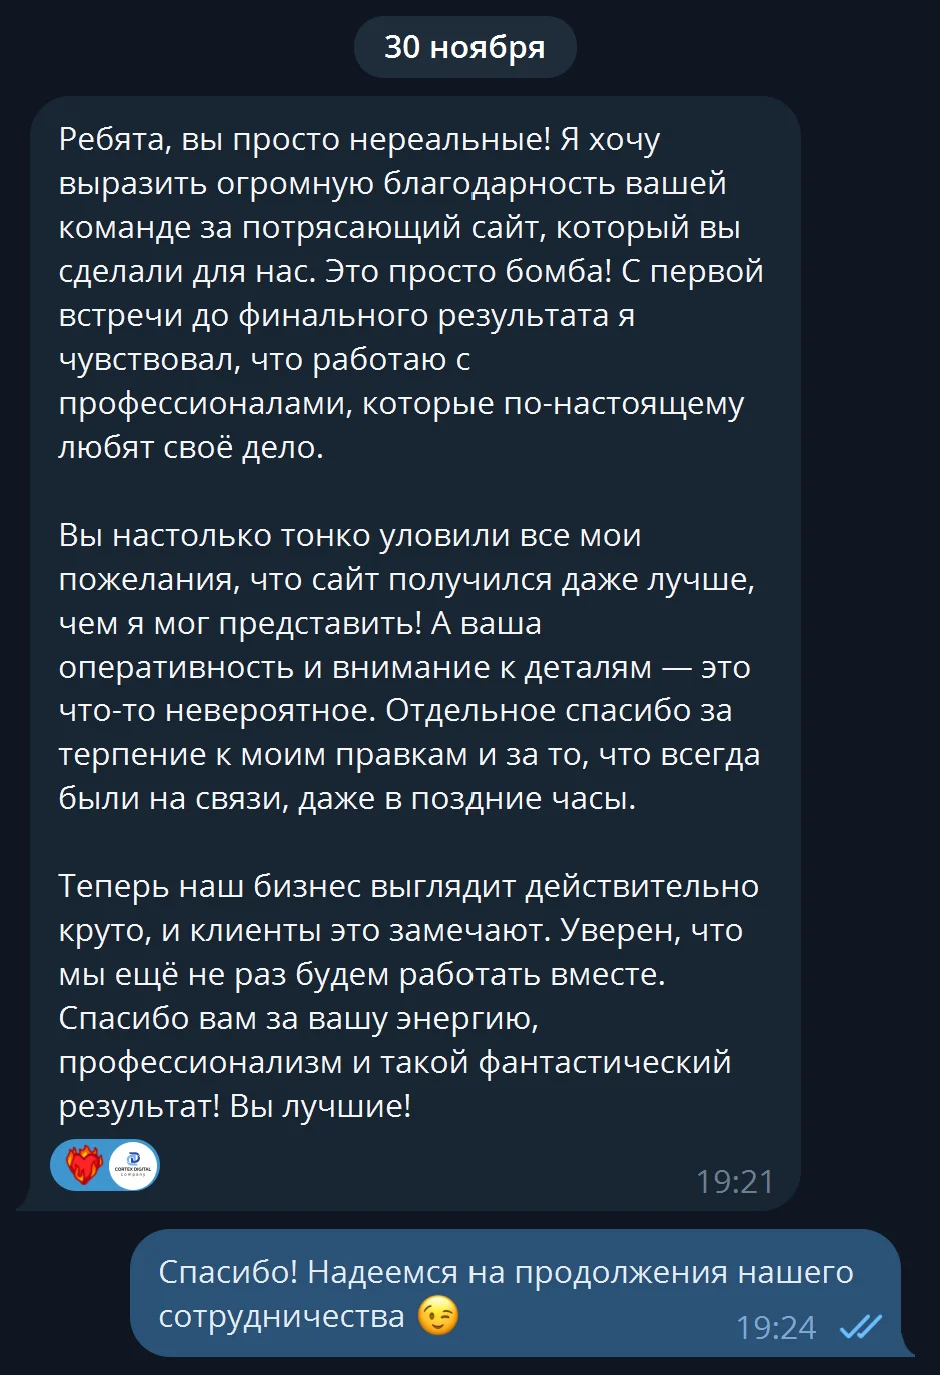 30 ноября
Ребята, вы просто нереальные! Я хочу
выразить огромную благодарность вашей
команде за потрясающий сайт, который вы
сделали для нас. Это просто бомба! С первой
встречи до финального результата я
чувствовал, что работаю с
профессионалами, которые по-настоящему
любят своё дело.
Вы настолько тонко уловили все мои
пожелания, что сайт получился даже лучше,
чем я мог представить! А ваша
оперативность и внимание к деталям — это
что-то невероятное. Отдельное спасибо за
терпение к моим правкам и за то, что всегда
были на связи, даже в поздние часы.
Теперь наш бизнес выглядит действительно
круто, и клиенты это замечают. Уверен, что
мы ещё не раз будем работать вместе.
Спасибо вам за вашу энергию,
профессионализм и такой фантастический
результат! Вы лучшие!
CORTEX DIGITAL
company
19:21
Спасибо! Надеемся на продолжения нашего
сотрудничества 😉
19:24